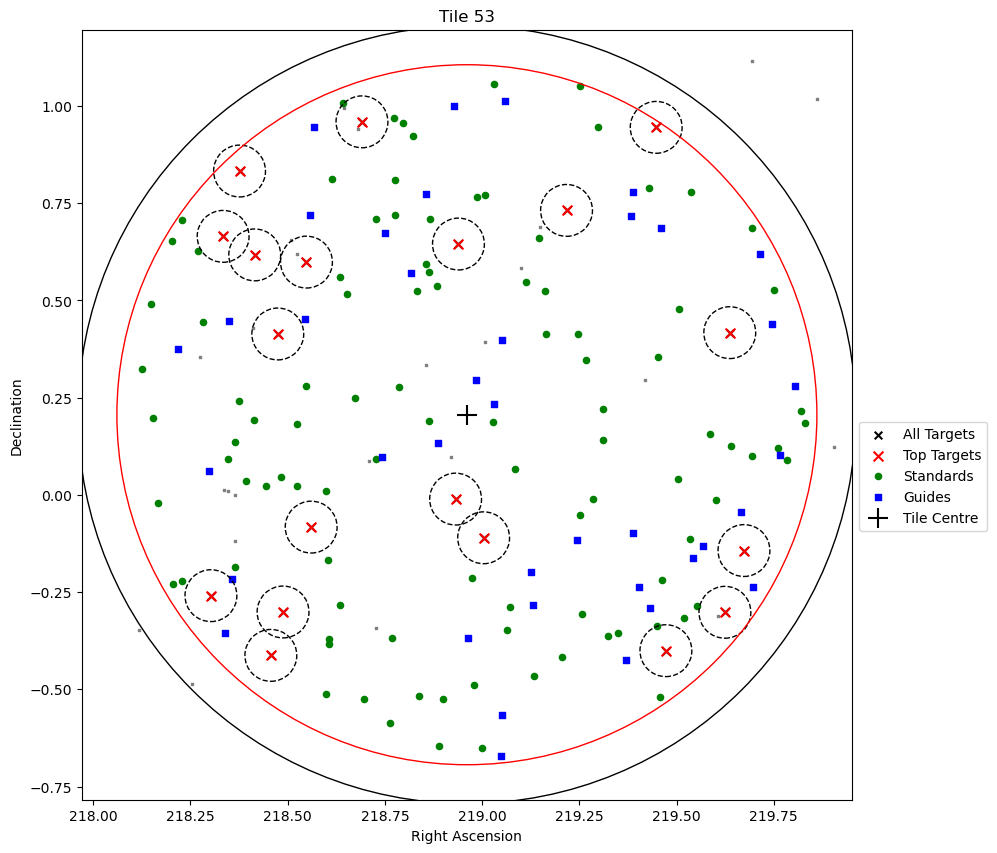 Tile 53
1.00
0.75
0.50
0.25
0.00
−0.25
−0.50
−0.75
Declination
218.00 218.25 218.50 218.75 219.00 219.25 219.50 219.75
Right Ascension
All Targets
Top Targets
Standards
Guides
Tile Centre